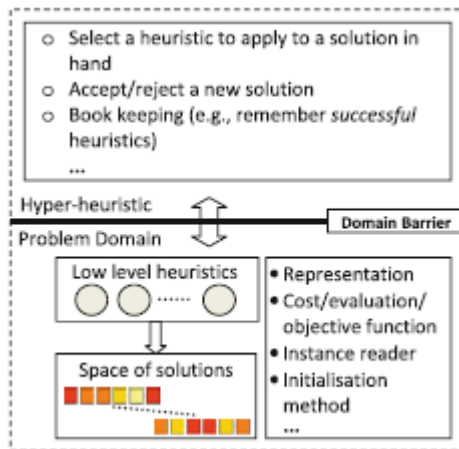 o Select a heuristic to apply to a solution in
hand
o Accept/reject a new solution
o Book keeping (e.g., remember successful
heuristics)
...
Hyper-heuristic
Domain Barrier
Problem Domain
Low level heuristics
......
Space of solutions
• Representation
• Cost/evaluation/
objective function
• Instance reader
• Initialisation
method
...